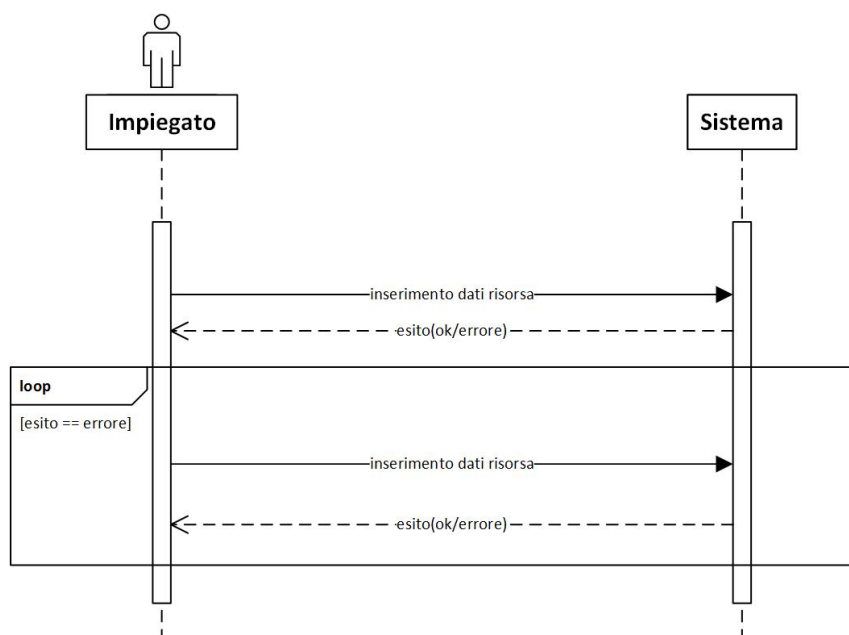 Impiegato
Sistema
inserimento dati risorsa
esito(ok/errore)
loop
[esito == errore]
inserimento dati risorsa
esito(ok/errore)